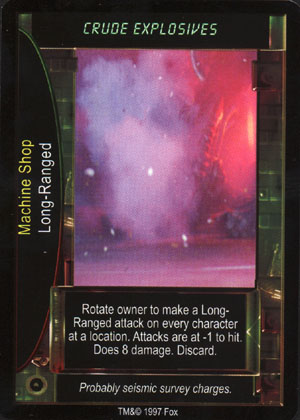 CRUDE EXPLOSIVES
Machine Shop
Long-Ranged
Rotate owner to make a Long-
Ranged attack on every character
at a location. Attacks are at -1 to hit.
Does 8 damage. Discard.
Probably seismic survey charges.
TM&© 1997 Fox